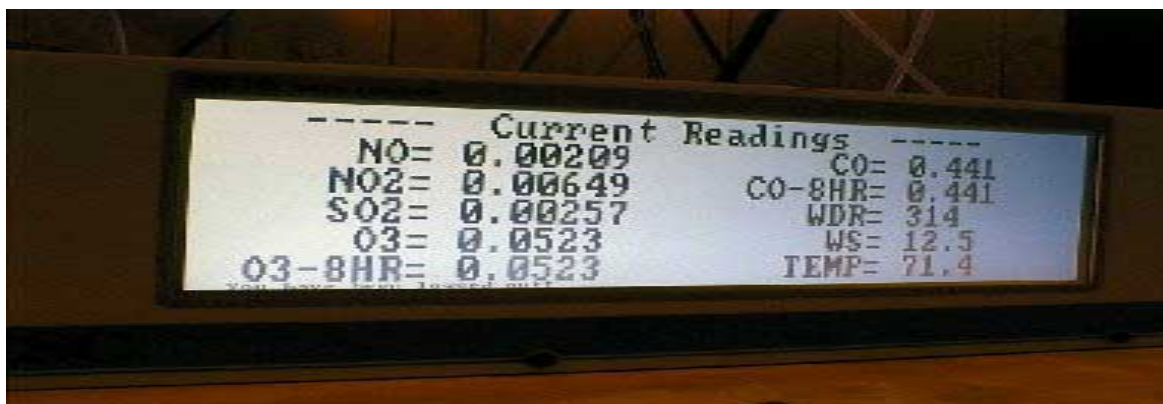 ----- Current Readings -----
NO= 0.00209 CO= 0.441
NO2= 0.00649 CO-8HR= 0.441
SO2= 0.00257 WDR= 314
O3= 0.0523 WS= 12.5
O3-8HR= 0.0523 TEMP= 71.4